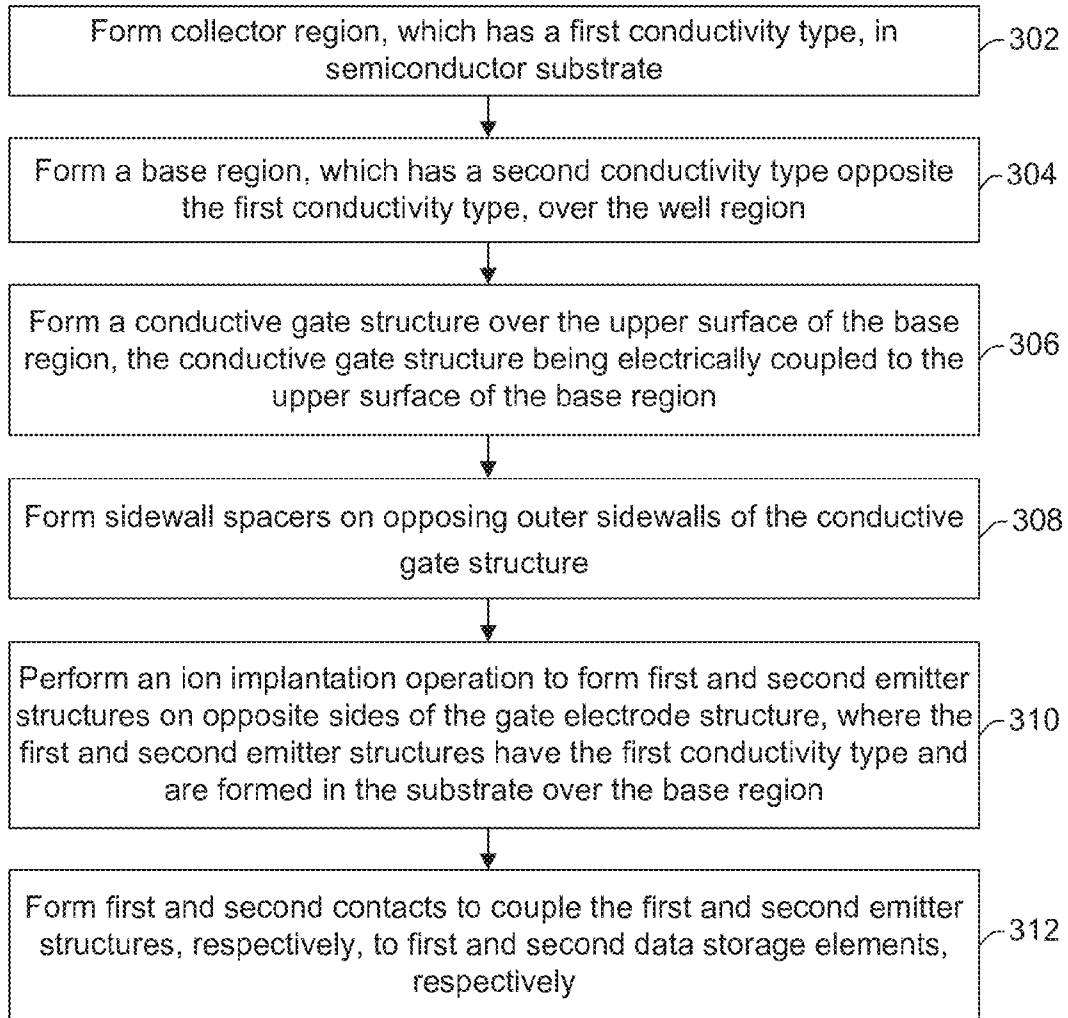 Form collector region, which has a first conductivity type, in
semiconductor substrate
302
Form a base region, which has a second conductivity type opposite
the first conductivity type, over the well region
304
Form a conductive gate structure over the upper surface of the base
region, the conductive gate structure being electrically coupled to the
upper surface of the base region
306
Form sidewall spacers on opposing outer sidewalls of the conductive
gate structure
308
Perform an ion implantation operation to form first and second emitter
structures on opposite sides of the gate electrode structure, where the
first and second emitter structures have the first conductivity type and
are formed in the substrate over the base region
310
Form first and second contacts to couple the first and second emitter
structures, respectively, to first and second data storage elements,
respectively
312